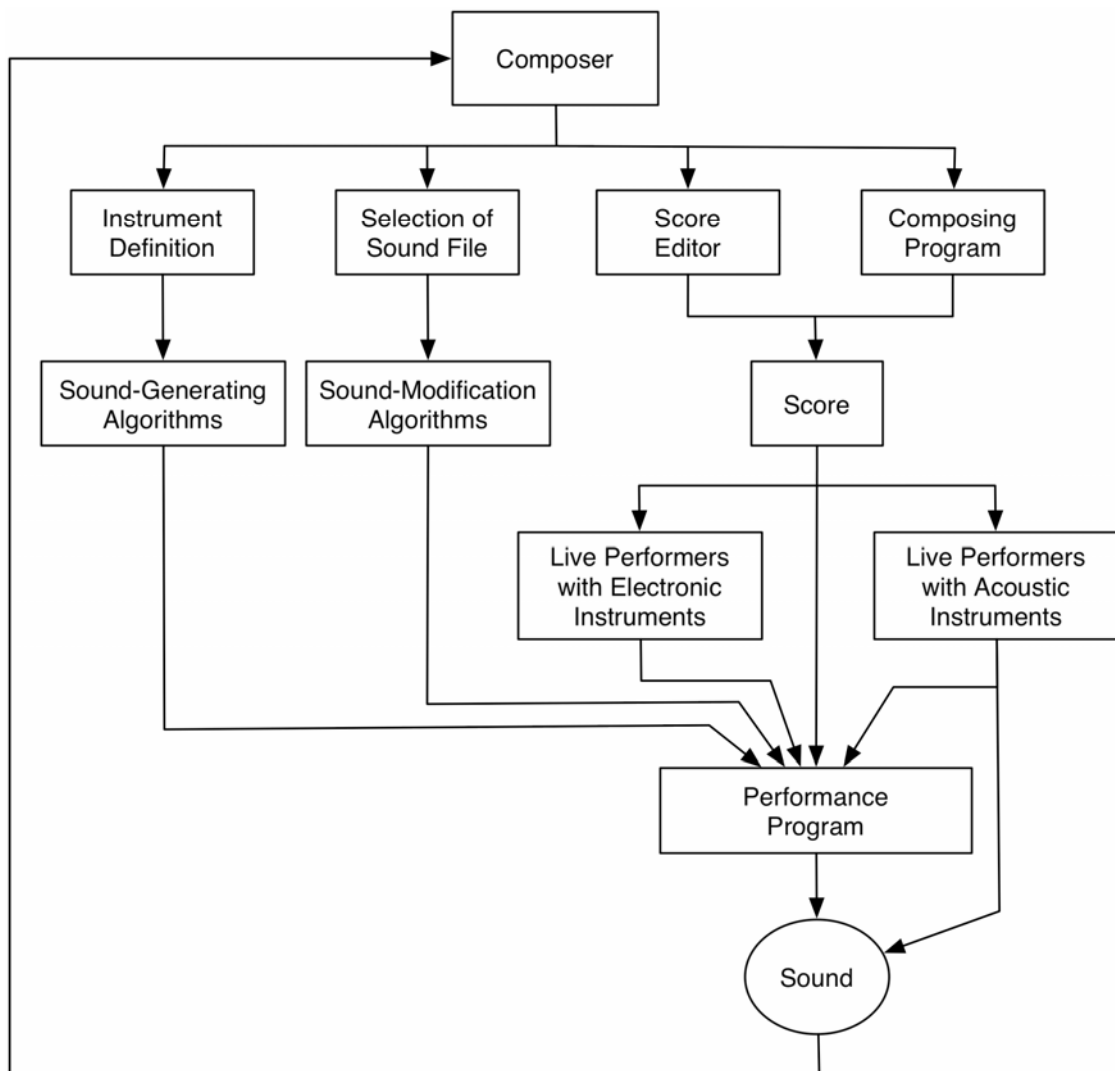 Composer
Instrument
Definition
Selection of
Sound File
Score
Editor
Composing
Program
Sound-Generating
Algorithms
Sound-Modification
Algorithms
Score
Live Performers
with Electronic
Instruments
Live Performers
with Acoustic
Instruments
Performance
Program
Sound